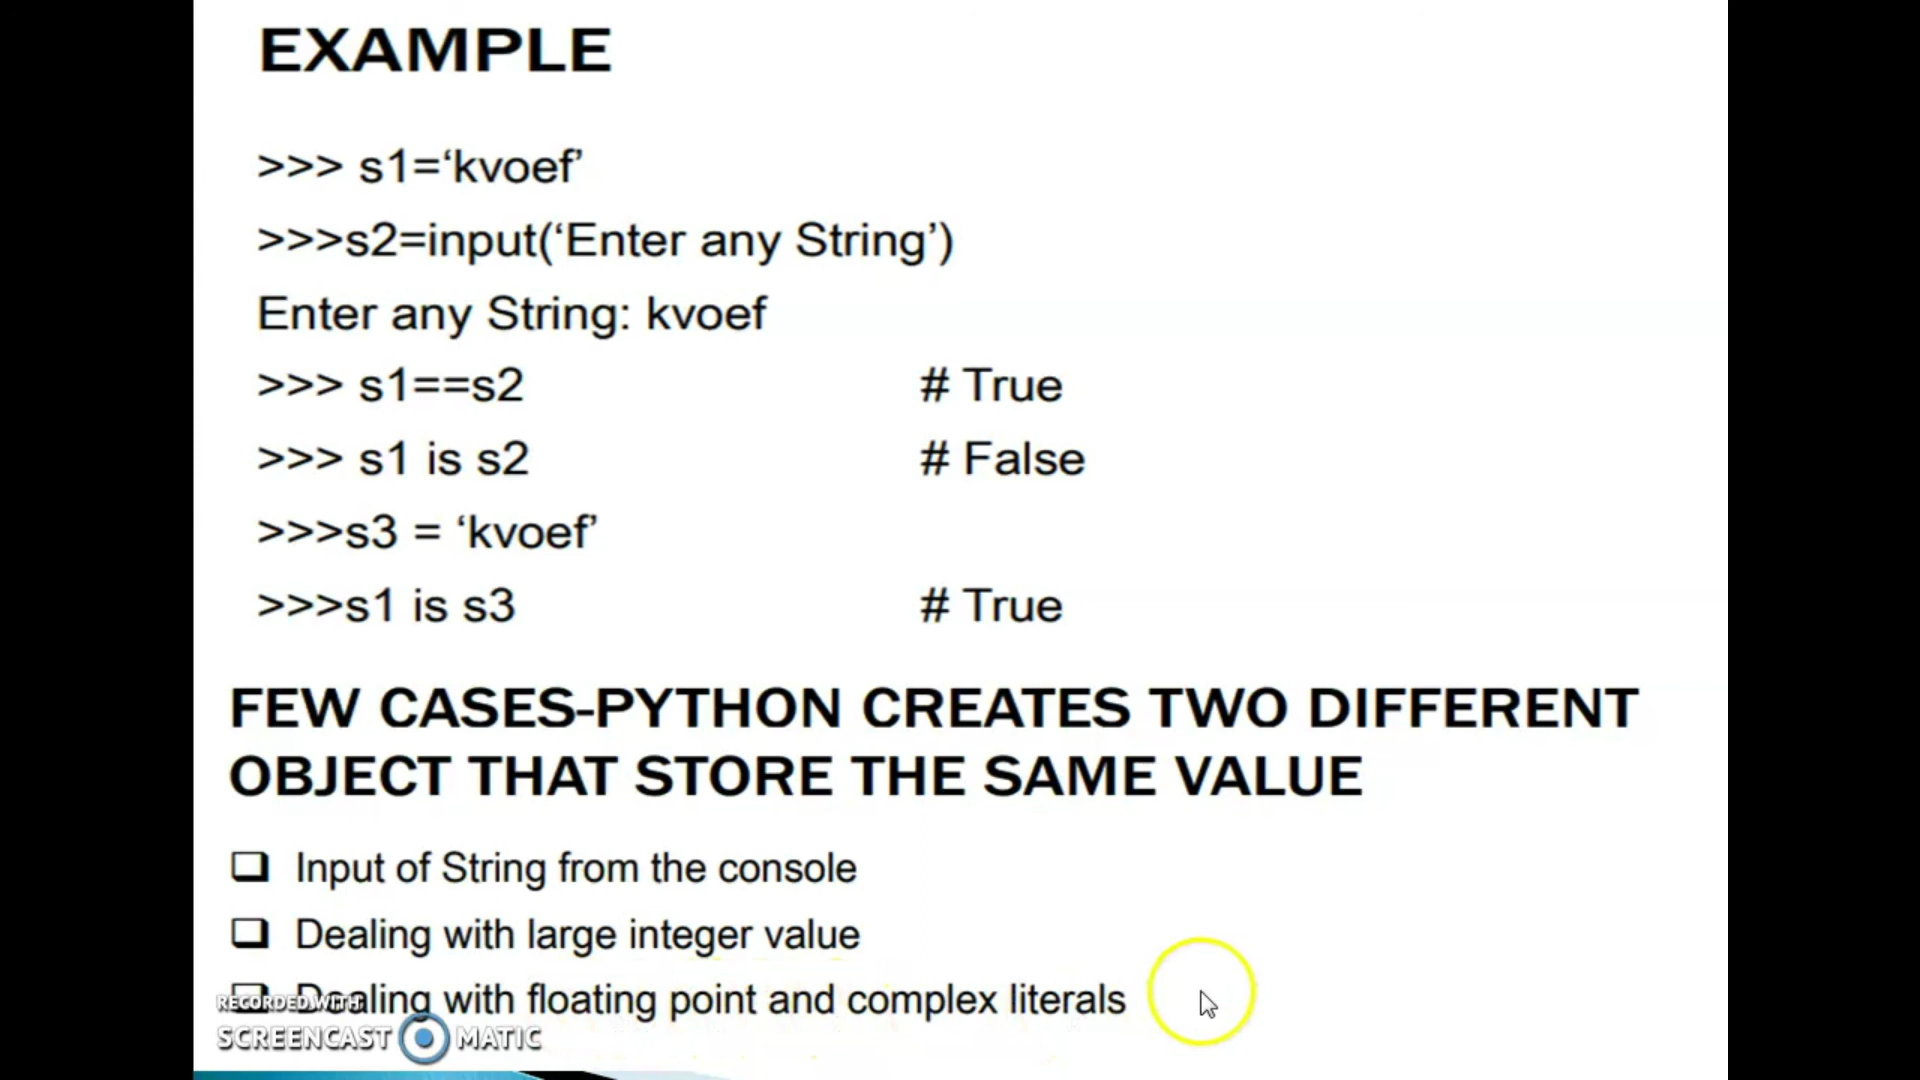 EXAMPLE
>>> s1=‘kvoef’
>>>s2=input(‘Enter any String’)
Enter any String: kvoef
>>> s1==s2 # True
>>> s1 is s2 # False
>>>s3 = ‘kvoef’
>>>s1 is s3 # True
FEW CASES-PYTHON CREATES TWO DIFFERENT
OBJECT THAT STORE THE SAME VALUE
❑ Input of String from the console
❑ Dealing with large integer value
❑ Dealing with floating point and complex literals
RECORDED WITH
SCREENCAST MATIC